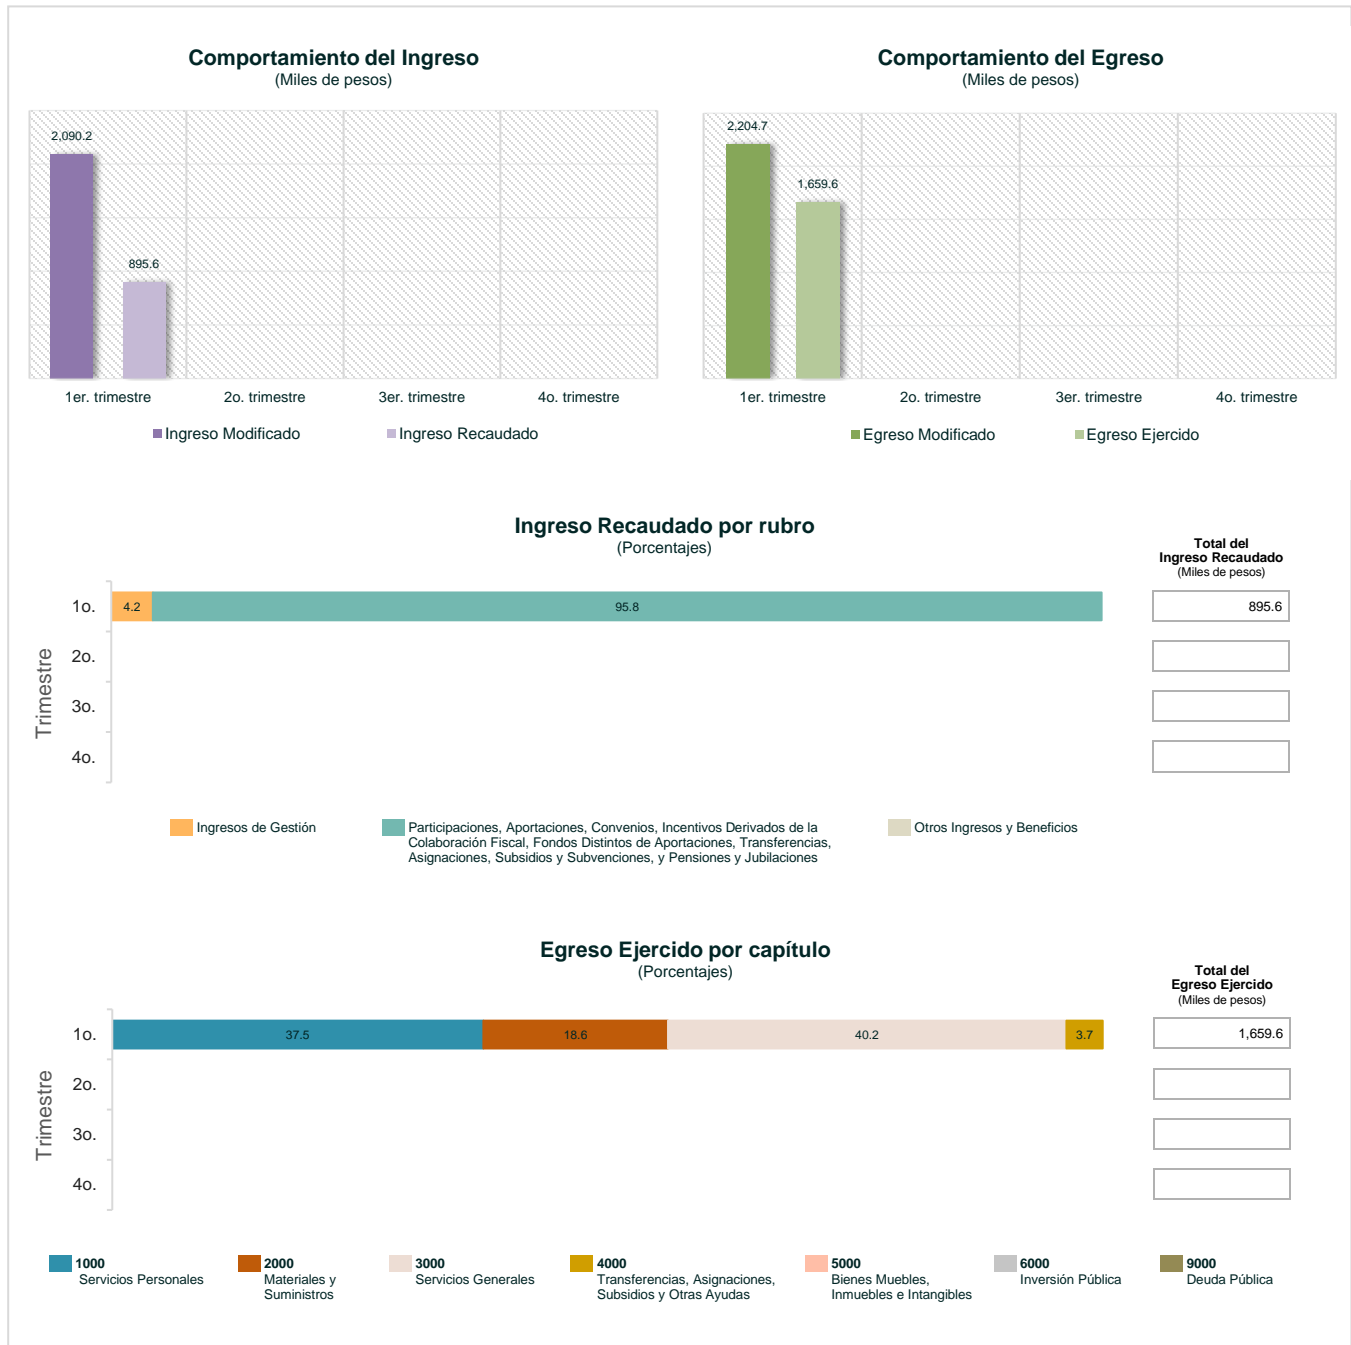 Comportamiento del Ingreso
(Miles de pesos)
2,090.2
895.6
1er. trimestre
2o. trimestre
3er. trimestre
4o. trimestre
Ingreso Modificado
Ingreso Recaudado
Comportamiento del Egreso
(Miles de pesos)
2,204.7
1,659.6
1er. trimestre
2o. trimestre
3er. trimestre
4o. trimestre
Egreso Modificado
Egreso Ejercido
Ingreso Recaudado por rubro
(Porcentajes)
Total del
Ingreso Recaudado
(Miles de pesos)
Trimestre
1o.
4.2
95.8
895.6
2o.
3o.
4o.
Ingresos de Gestión
Participaciones, Aportaciones, Convenios, Incentivos Derivados de la
Colaboración Fiscal, Fondos Distintos de Aportaciones, Transferencias,
Asignaciones, Subsidios y Subvenciones, y Pensiones y Jubilaciones
Otros Ingresos y Beneficios
Egreso Ejercido por capítulo
(Porcentajes)
Total del
Egreso Ejercido
(Miles de pesos)
Trimestre
1o.
37.5
18.6
40.2
3.7
1,659.6
2o.
3o.
4o.
1000
Servicios Personales
2000
Materiales y
Suministros
3000
Servicios Generales
4000
Transferencias, Asignaciones,
Subsidios y Otras Ayudas
5000
Bienes Muebles,
Inmuebles e Intangibles
6000
Inversión Pública
9000
Deuda Pública